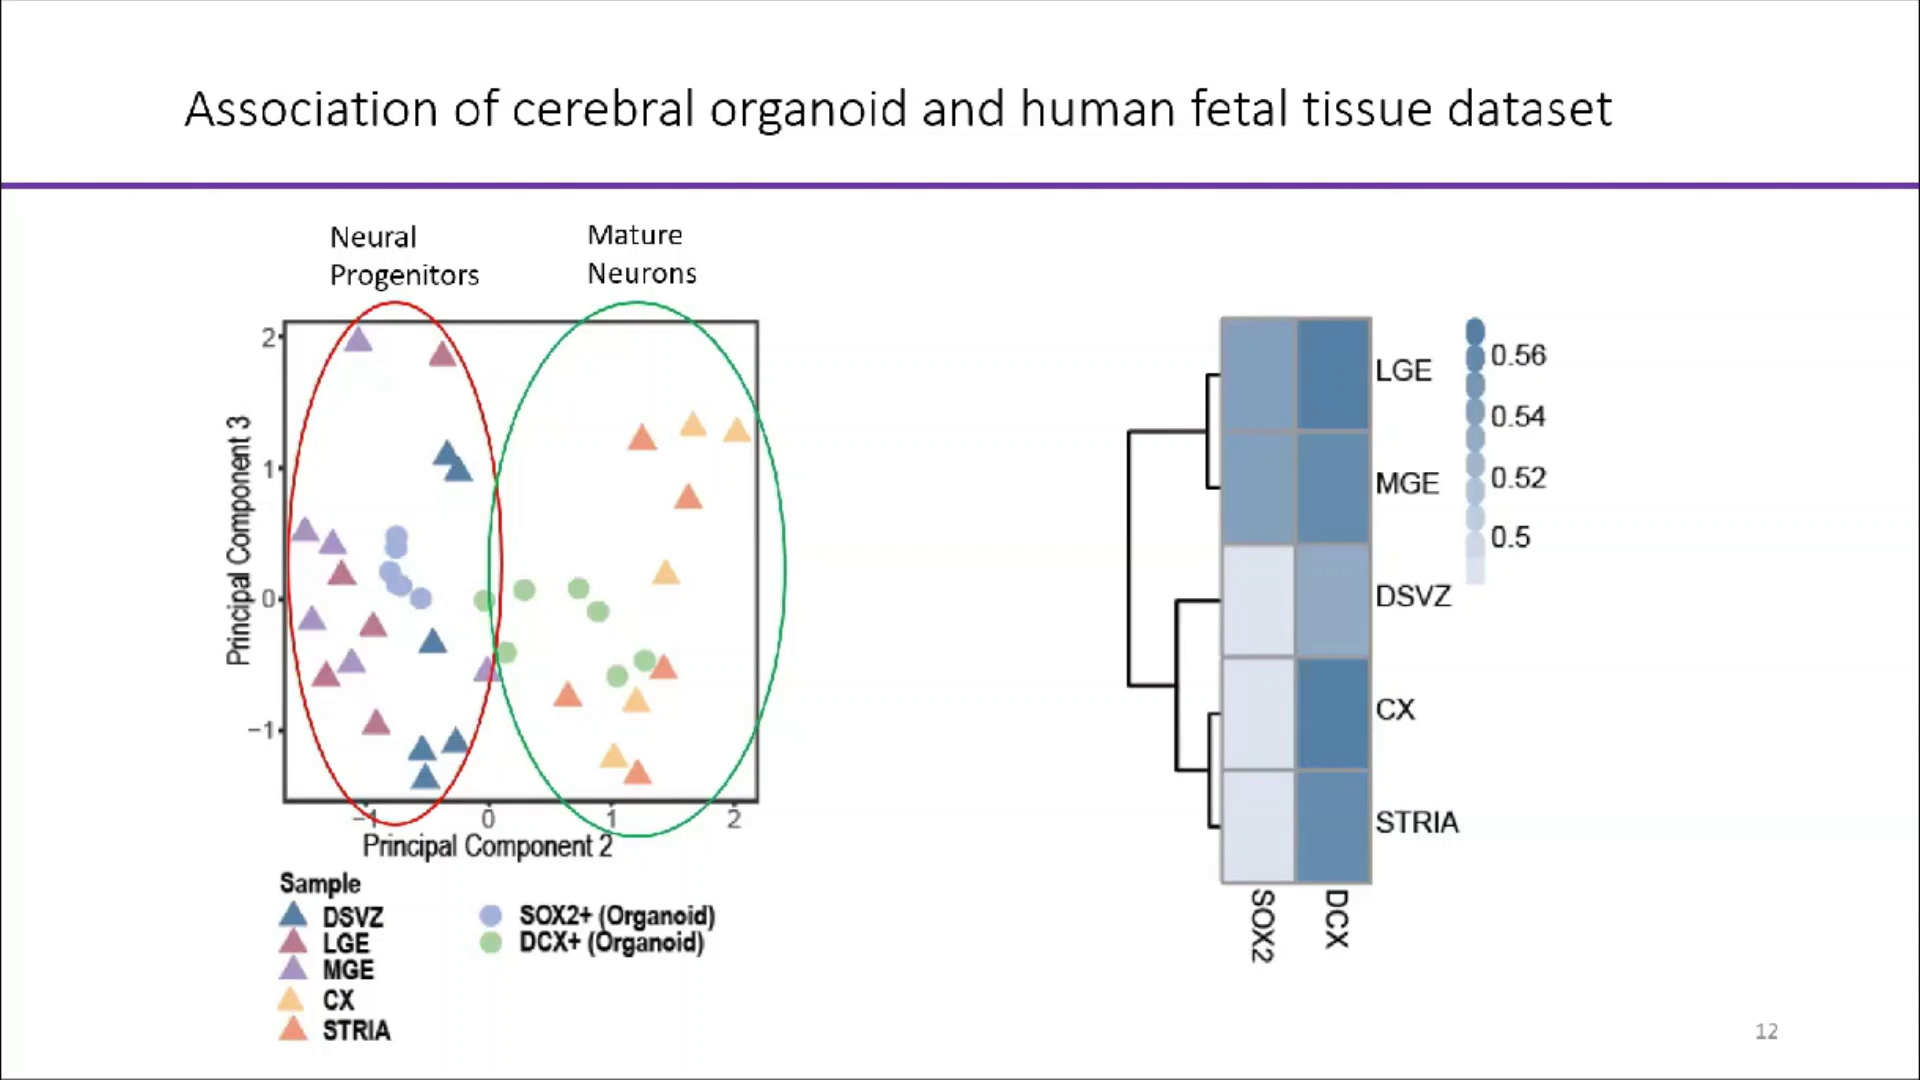 Association of cerebral organoid and human fetal tissue dataset
Neural
Progenitors
Mature
Neurons
2
1
0
−1
Principal Component 3
−1
0
1
2
Principal Component 2
Sample
DSVZ
LGE
MGE
CX
STRIA
SOX2+ (Organoid)
DCX+ (Organoid)
LGE
MGE
DSVZ
CX
STRIA
SOX2
DCX
0.56
0.54
0.52
0.5
12